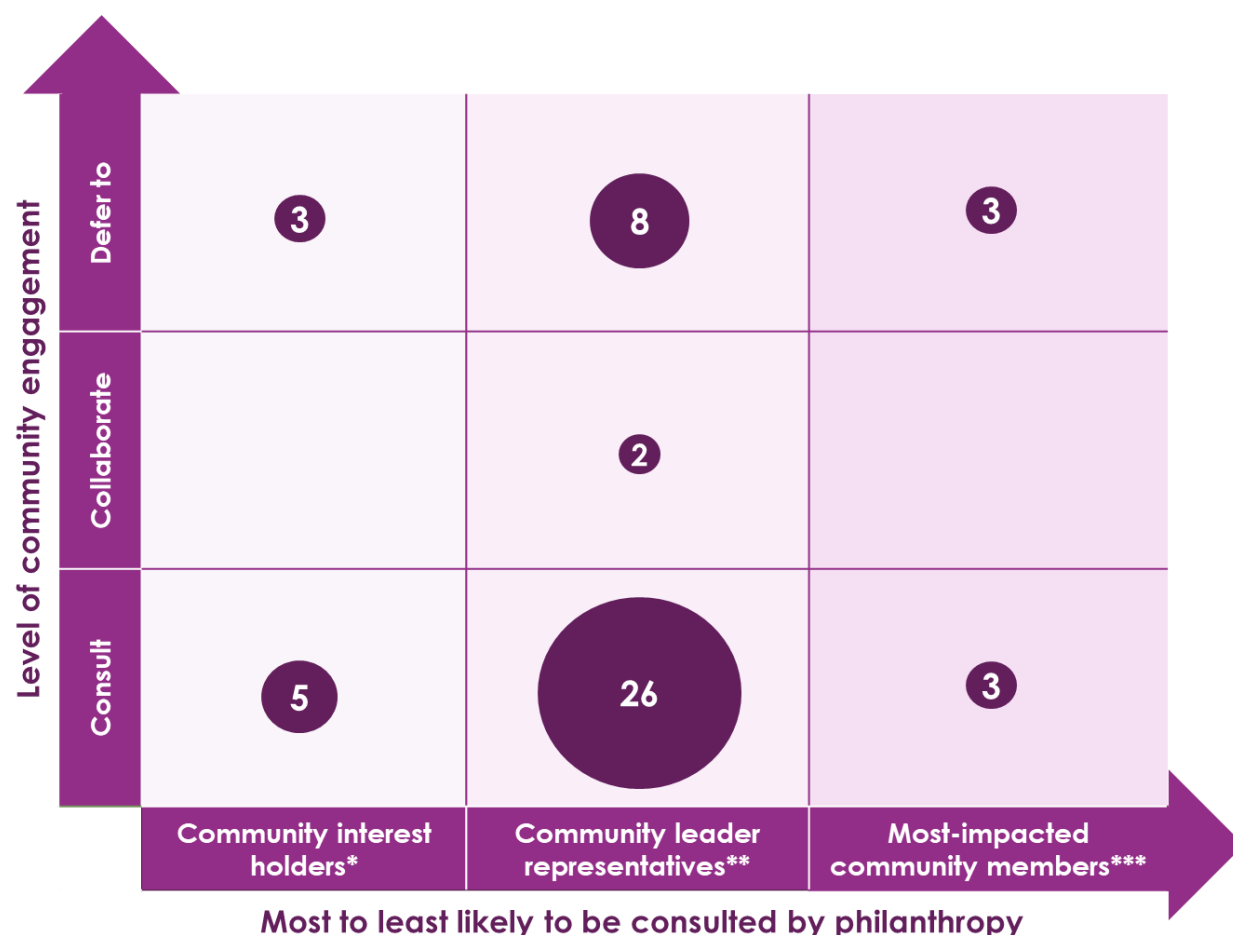 Level of community engagement
Defer to
3
8
3
Collaborate
2
Consult
5
26
3
Community interest
holders*
Community leader
representatives**
Most-impacted
community members***
Most to least likely to be consulted by philanthropy